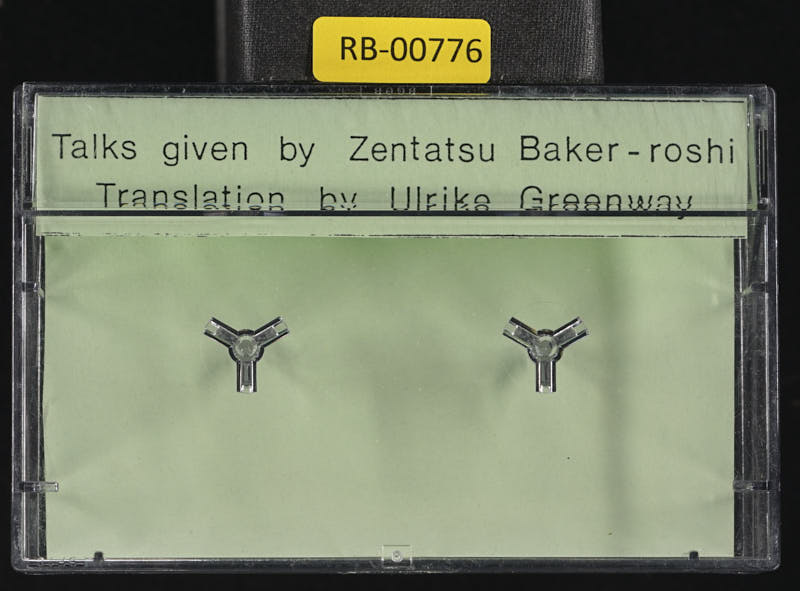 RB-00776
Talks given by Zentatsu Baker-roshi
Translation by Ulrike Greenway